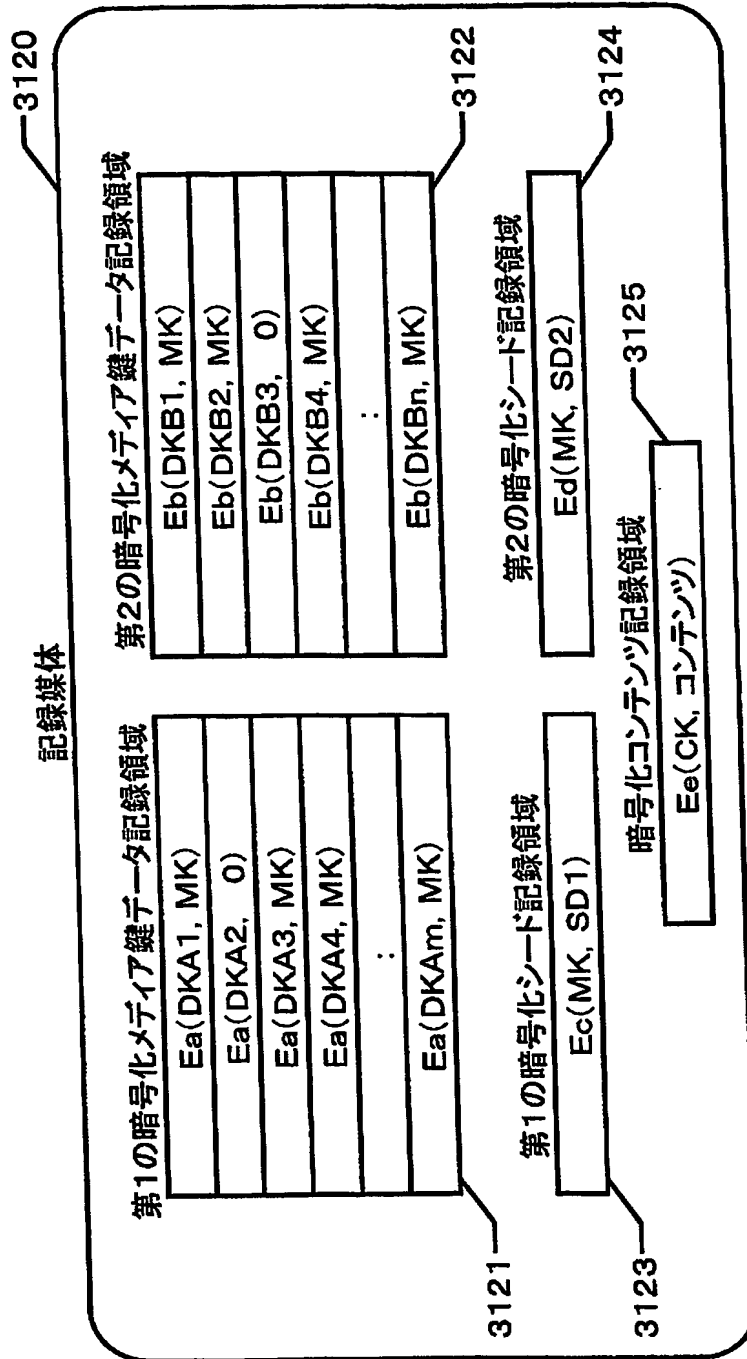 記録媒体
3120
第1の暗号化メディア鍵データ記録領域
Ea(DKA1, MK)
Ea(DKA2, 0)
Ea(DKA3, MK)
Ea(DKA4, MK)
:
Ea(DKAm, MK)
3121
第2の暗号化メディア鍵データ記録領域
Eb(DKB1, MK)
Eb(DKB2, MK)
Eb(DKB3, 0)
Eb(DKB4, MK)
:
Eb(DKBn, MK)
3122
第1の暗号化シード記録領域
Ec(MK, SD1)
3123
第2の暗号化シード記録領域
Ed(MK, SD2)
3124
暗号化コンテンツ記録領域
Ee(CK, コンテンツ)
3125